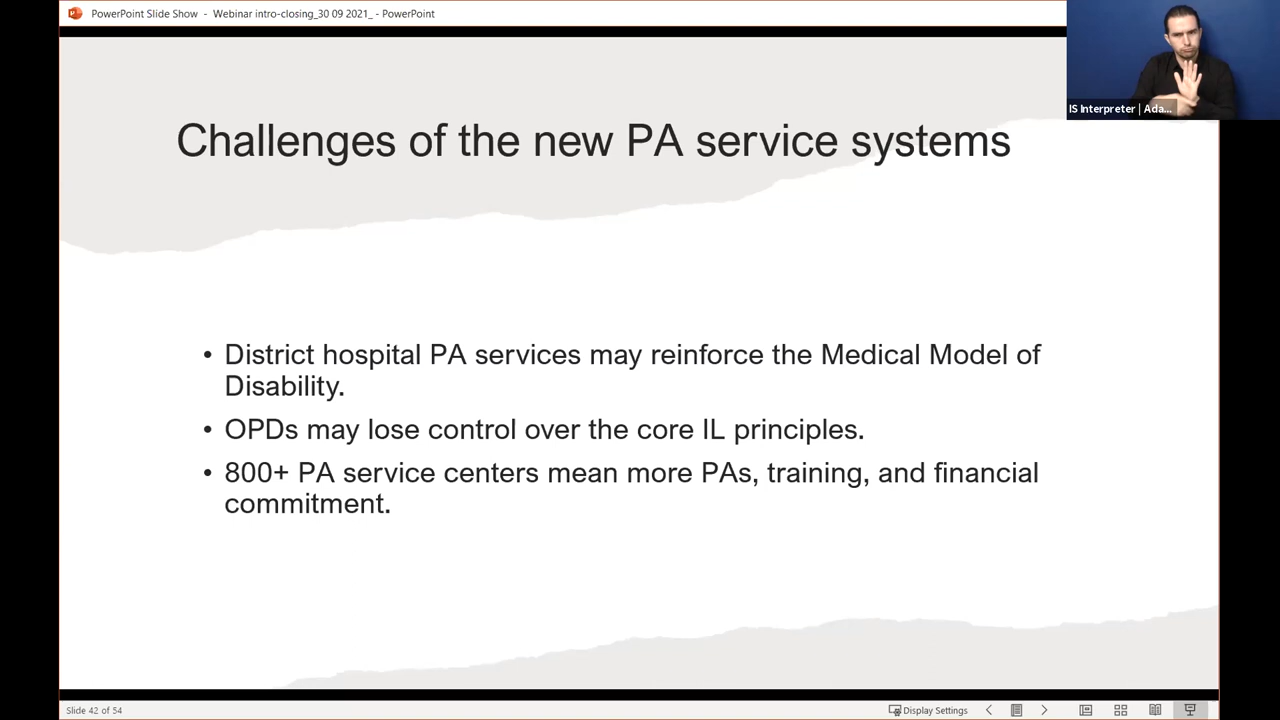 PowerPoint Slide Show - Webinar intro-closing_30 09 2021_ - PowerPoint
IS Interpreter | Ada...
Challenges of the new PA service systems
• District hospital PA services may reinforce the Medical Model of
Disability.
• OPDs may lose control over the core IL principles.
• 800+ PA service centers mean more PAs, training, and financial
commitment.
Slide 42 of 54
Display Settings